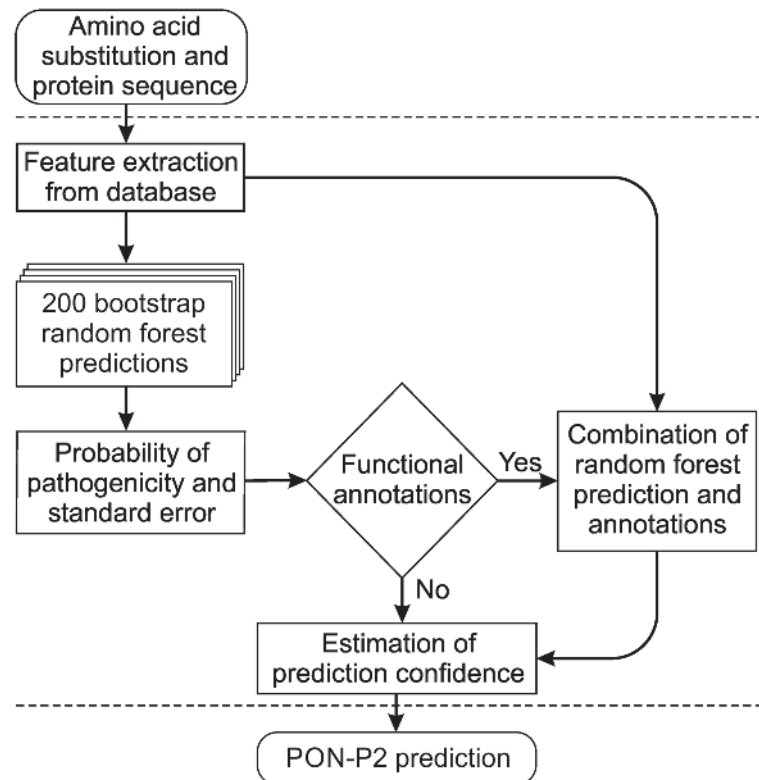 Amino acid
substitution and
protein sequence
Feature extraction
from database
200 bootstrap
random forest
predictions
Probability of
pathogenicity and
standard error
Functional
annotations
Yes
Combination of
random forest
prediction and
annotations
No
Estimation of
prediction confidence
PON-P2 prediction